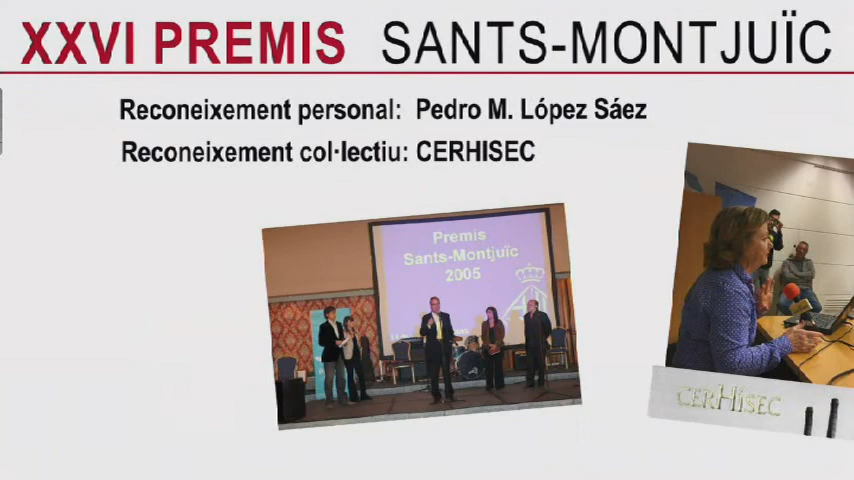 XXVI PREMIS SANTS-MONTJUÏC
Reconeixement personal: Pedro M. López Sáez
Reconeixement col·lectiu: CERHISEC
Premis
Sants-Montjuïc
2005
CERHISEC